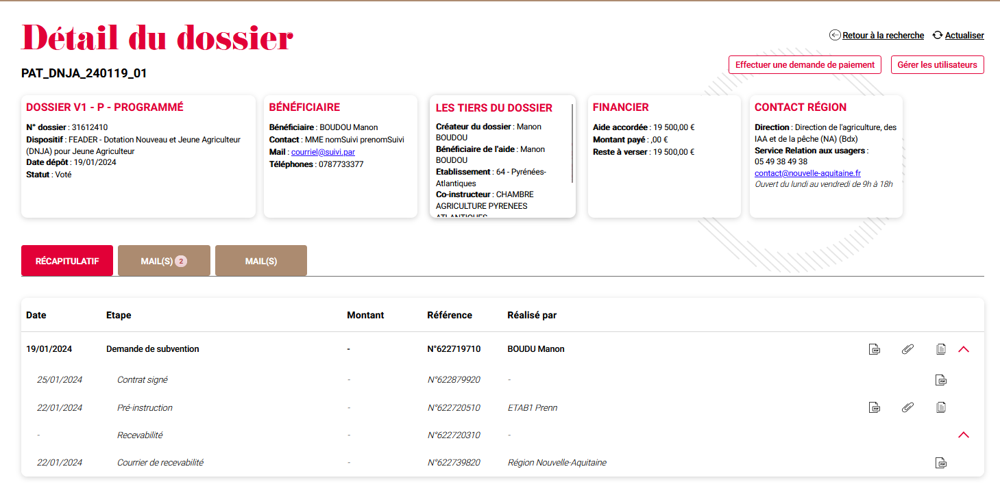 Détail du dossier
Retour à la recherche
Actualiser
PAT_DNJA_240119_01
Effectuer une demande de paiement
Gérer les utilisateurs
DOSSIER V1 - P - PROGRAMMÉ
N° dossier : 31612410
Dispositif : FEADER - Dotation Nouveau et Jeune Agriculteur
(DNJA) pour Jeune Agriculteur
Date dépôt : 19/01/2024
Statut : Voté
BÉNÉFICIAIRE
Bénéficiaire : BOUDOU Manon
Contact : MME nomSuivi prenomSuivi
Mail : courriel@suivi.par
Téléphones : 0787733377
LES TIERS DU DOSSIER
Créateur du dossier : Manon
BOUDOU
Bénéficiaire de l'aide : Manon
BOUDOU
Etablissement : 64 - Pyrénées-
Atlantiques
Co-instructeur : CHAMBRE
AGRICULTURE PYRENEES
ATLANTIQUES
FINANCIER
Aide accordée : 19 500,00 €
Montant payé : ,00 €
Reste à verser : 19 500,00 €
CONTACT RÉGION
Direction : Direction de l'agriculture, des
IAA et de la pêche (NA) (Bdx)
Service Relation aux usagers :
05 49 38 49 38
contact@nouvelle-aquitaine.fr
Ouvert du lundi au vendredi de 9h à 18h
RÉCAPITULATIF
MAIL(S) 2
MAIL(S)
Date Etape Montant Référence Réalisé par
19/01/2024 Demande de subvention - N°622719710 BOUDU Manon
25/01/2024 Contrat signé - N°622879920 -
22/01/2024 Pré-instruction - N°622720510 ETAB1 Prenn
- Recevabilité - N°622720310 -
22/01/2024 Courrier de recevabilité - N°622739820 Région Nouvelle-Aquitaine